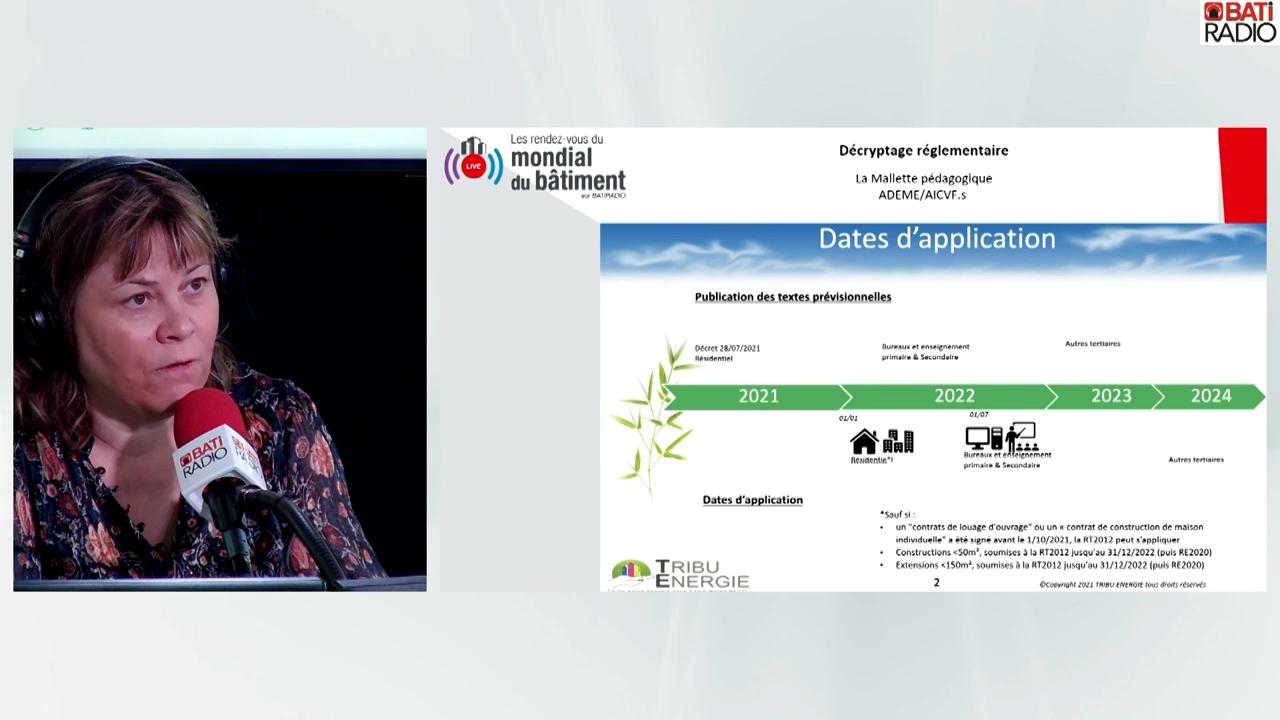 BATi
RADIO
Les rendez-vous du
mondial
du bâtiment
sur BATIRADIO
LIVE
Décryptage réglementaire
La Mallette pédagogique
ADEME/AICVF.s
Dates d'application
Publication des textes prévisionnelles
Décret 28/07/2021
Résidentiel
Bureaux et enseignement
primaire & Secondaire
Autres tertiaires
2021
2022
2023
2024
01/01
01/07
Résidentie*l
Bureaux et enseignement
primaire & Secondaire
Autres tertiaires
Dates d'application
*Sauf si :
• un "contrats de louage d'ouvrage" ou un « contrat de construction de maison
individuelle" a été signé avant le 1/10/2021, la RT2012 peut s'appliquer
• Constructions <50m², soumises à la RT2012 jusqu'au 31/12/2022 (puis RE2020)
• Extensions <150m², soumises à la RT2012 jusqu'au 31/12/2022 (puis RE2020)
TRIBU
ENERGIE
2
©Copyright 2021 TRIBU ENERGIE tous droits réservés
BATi
RADIO